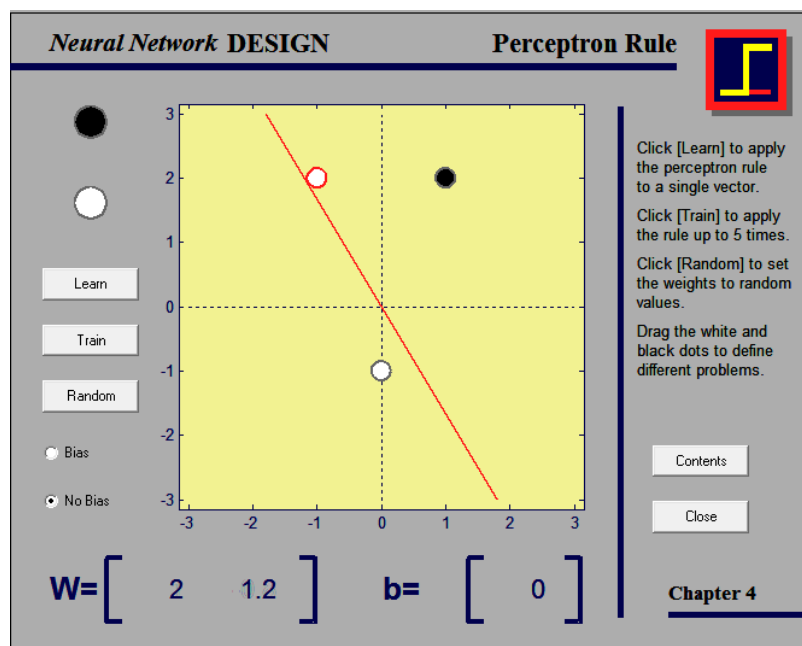 Neural Network DESIGN
Perceptron Rule
Click [Learn] to apply
the perceptron rule
to a single vector.
Click [Train] to apply
the rule up to 5 times.
Click [Random] to set
the weights to random
values.
Drag the white and
black dots to define
different problems.
Learn
Train
Random
Bias
No Bias
3
2
1
0
-1
-2
-3
-3 -2 -1 0 1 2 3
Contents
Close
W= [ 2 1.2 ] b= [ 0 ]
Chapter 4